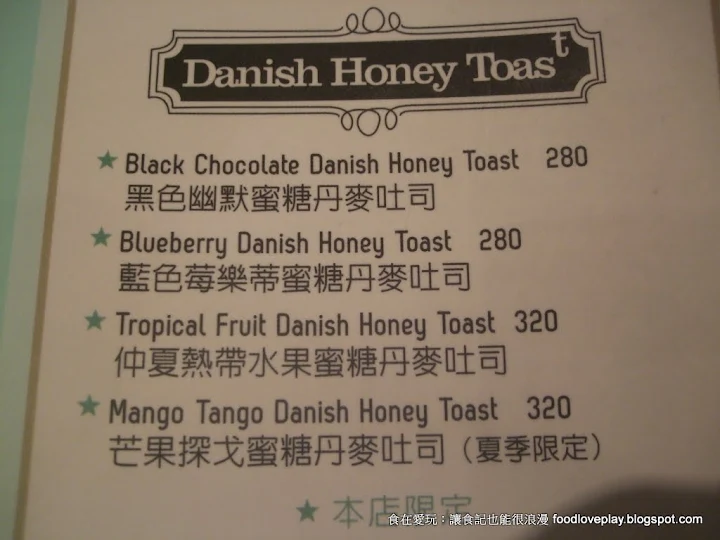 Danish Honey Toast
★ Black Chocolate Danish Honey Toast 280
黑色幽默蜜糖丹麥吐司
★ Blueberry Danish Honey Toast 280
藍色莓樂蒂蜜糖丹麥吐司
★ Tropical Fruit Danish Honey Toast 320
仲夏熱帶水果蜜糖丹麥吐司
★ Mango Tango Danish Honey Toast 320
芒果探戈蜜糖丹麥吐司（夏季限定）
★ 本店限定
食在愛玩：讓食記也能很浪漫 foodloveplay.blogspot.com